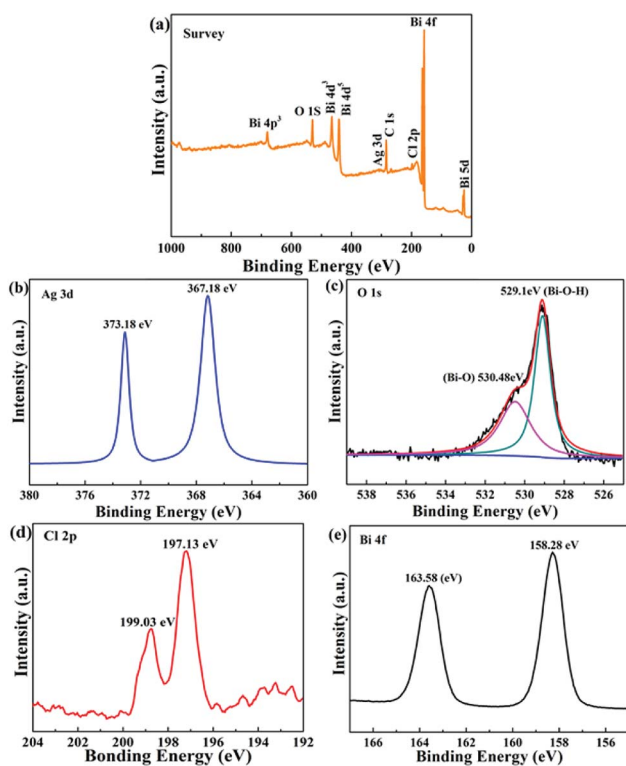 (a)
Survey
Bi 4f
Bi 4p³
O 1S
Bi 4d³
Bi 4d⁵
Ag 3d
C 1s
Cl 2p
Bi 5d
Intensity (a.u.)
1000 800 600 400 200 0
Binding Energy (eV)
(b)
Ag 3d
373.18 eV
367.18 eV
Intensity (a.u.)
380 376 372 368 364 360
Binding Energy (eV)
(c)
O 1s
529.1eV (Bi-O-H)
(Bi-O) 530.48eV
Intensity (a.u.)
538 536 534 532 530 528 526
Binding Energy (eV)
(d)
Cl 2p
197.13 eV
199.03 eV
Intensity (a.u.)
204 202 200 198 196 194 192
Binding Energy (eV)
(e)
Bi 4f
158.28 eV
163.58 (eV)
Intensity (a.u.)
166 164 162 160 158 156
Binding Energy (eV)